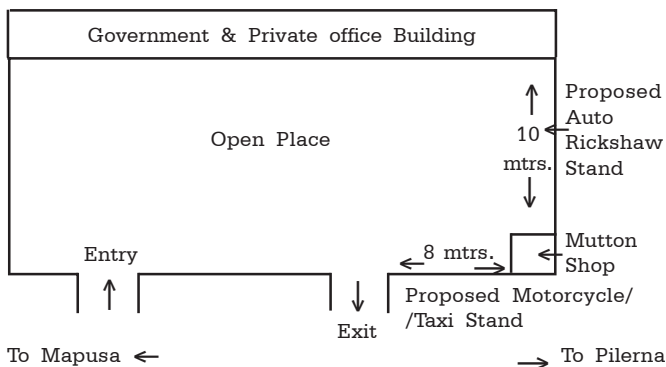 Government & Private office Building
Proposed
Auto
Rickshaw
Stand
10
mtrs.
Open Place
Entry
8 mtrs.
Mutton
Shop
Proposed Motorcycle/
/Taxi Stand
Exit
To Mapusa
To Pilerna